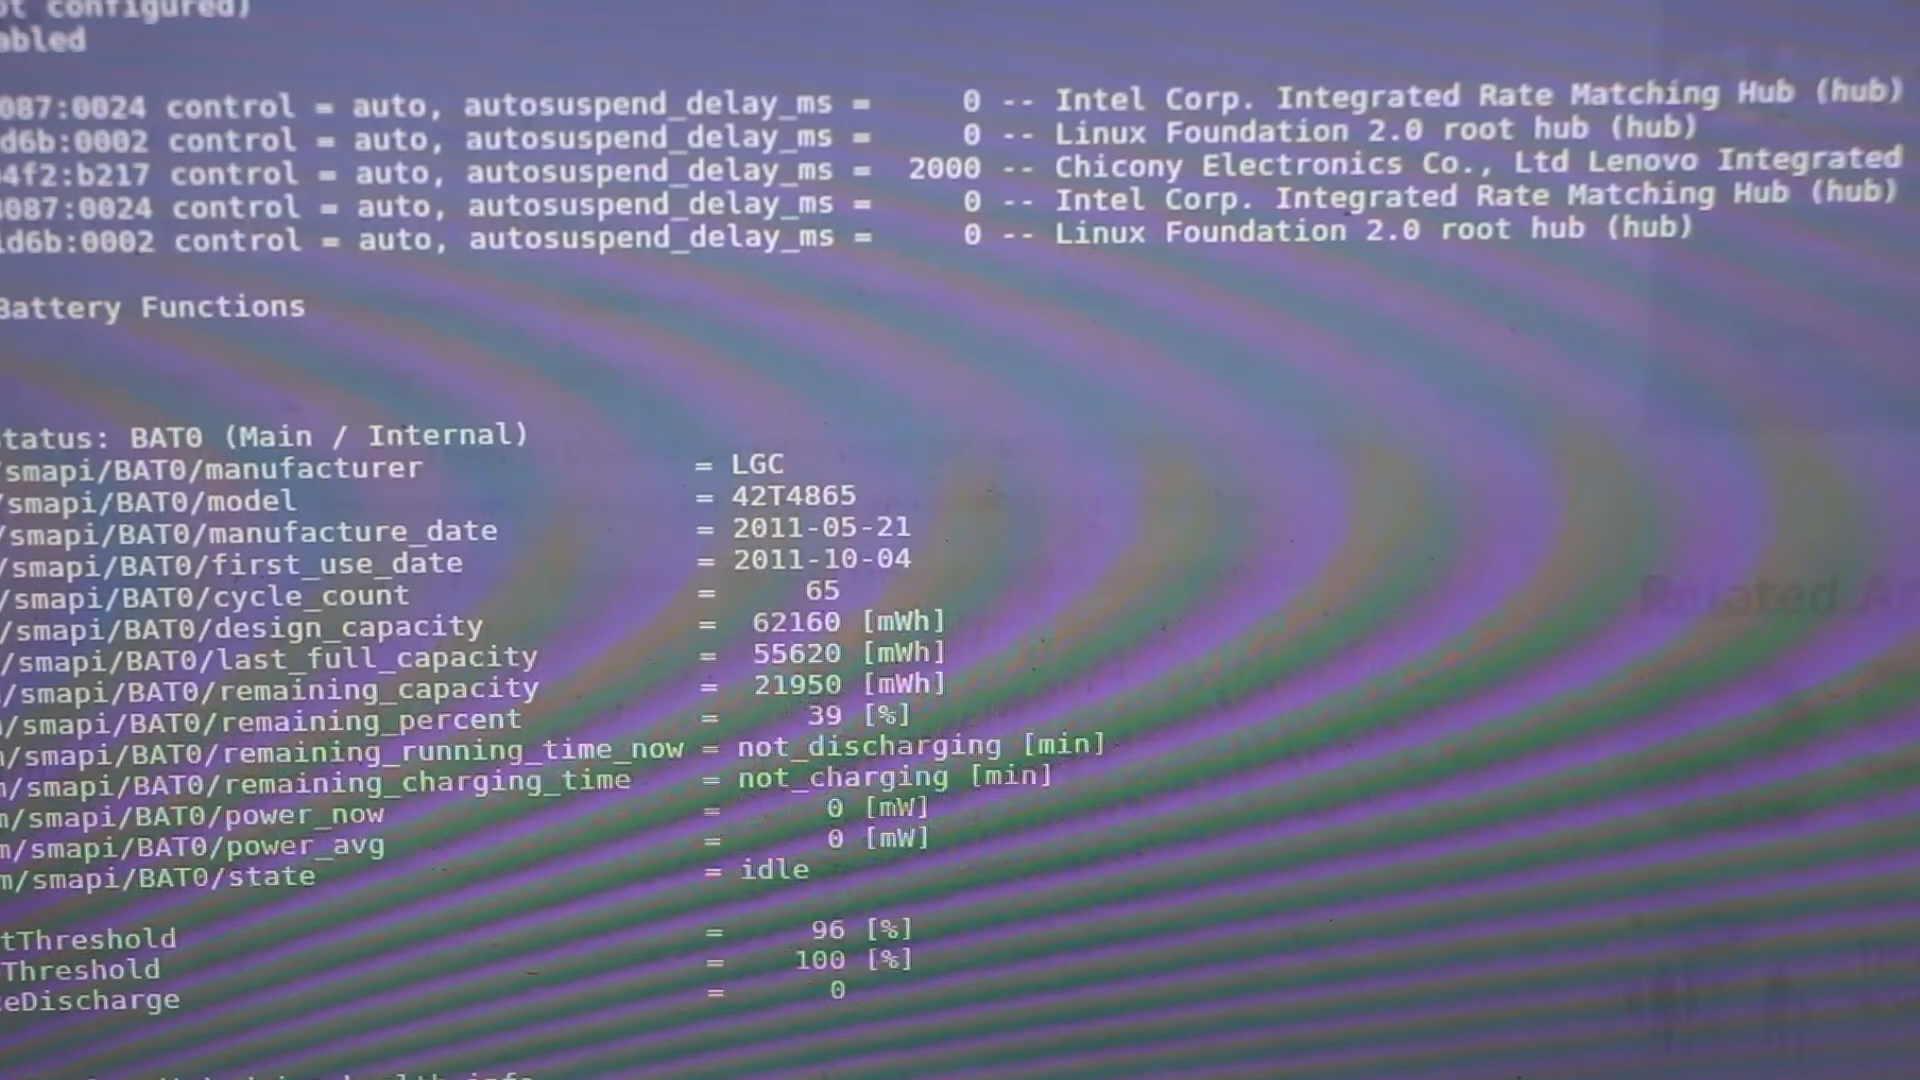 ot configured)
abled
087:0024 control = auto, autosuspend_delay_ms =     0 -- Intel Corp. Integrated Rate Matching Hub (hub)
d6b:0002 control = auto, autosuspend_delay_ms =     0 -- Linux Foundation 2.0 root hub (hub)
4f2:b217 control = auto, autosuspend_delay_ms =  2000 -- Chicony Electronics Co., Ltd Lenovo Integrated
8087:0024 control = auto, autosuspend_delay_ms =     0 -- Intel Corp. Integrated Rate Matching Hub (hub)
1d6b:0002 control = auto, autosuspend_delay_ms =     0 -- Linux Foundation 2.0 root hub (hub)
Battery Functions
tatus: BAT0 (Main / Internal)
/smapi/BAT0/manufacturer = LGC
/smapi/BAT0/model = 42T4865
/smapi/BAT0/manufacture_date = 2011-05-21
/smapi/BAT0/first_use_date = 2011-10-04
/smapi/BAT0/cycle_count = 65
/smapi/BAT0/design_capacity = 62160 [mWh]
/smapi/BAT0/last_full_capacity = 55620 [mWh]
/smapi/BAT0/remaining_capacity = 21950 [mWh]
/smapi/BAT0/remaining_percent = 39 [%]
/smapi/BAT0/remaining_running_time_now = not_discharging [min]
/smapi/BAT0/remaining_charging_time = not_charging [min]
m/smapi/BAT0/power_now = 0 [mW]
m/smapi/BAT0/power_avg = 0 [mW]
m/smapi/BAT0/state = idle
Related
tThreshold = 96 [%]
Threshold = 100 [%]
eDischarge = 0